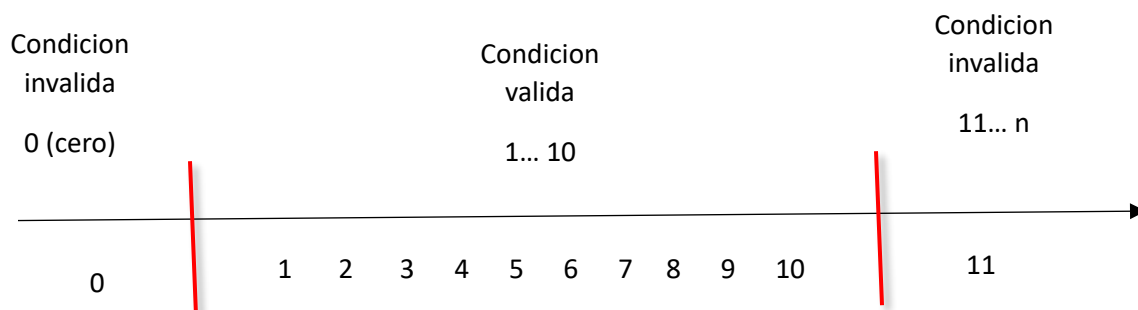 Condicion
invalida
0 (cero)
Condicion
valida
1... 10
Condicion
invalida
11... n
0 1 2 3 4 5 6 7 8 9 10 11